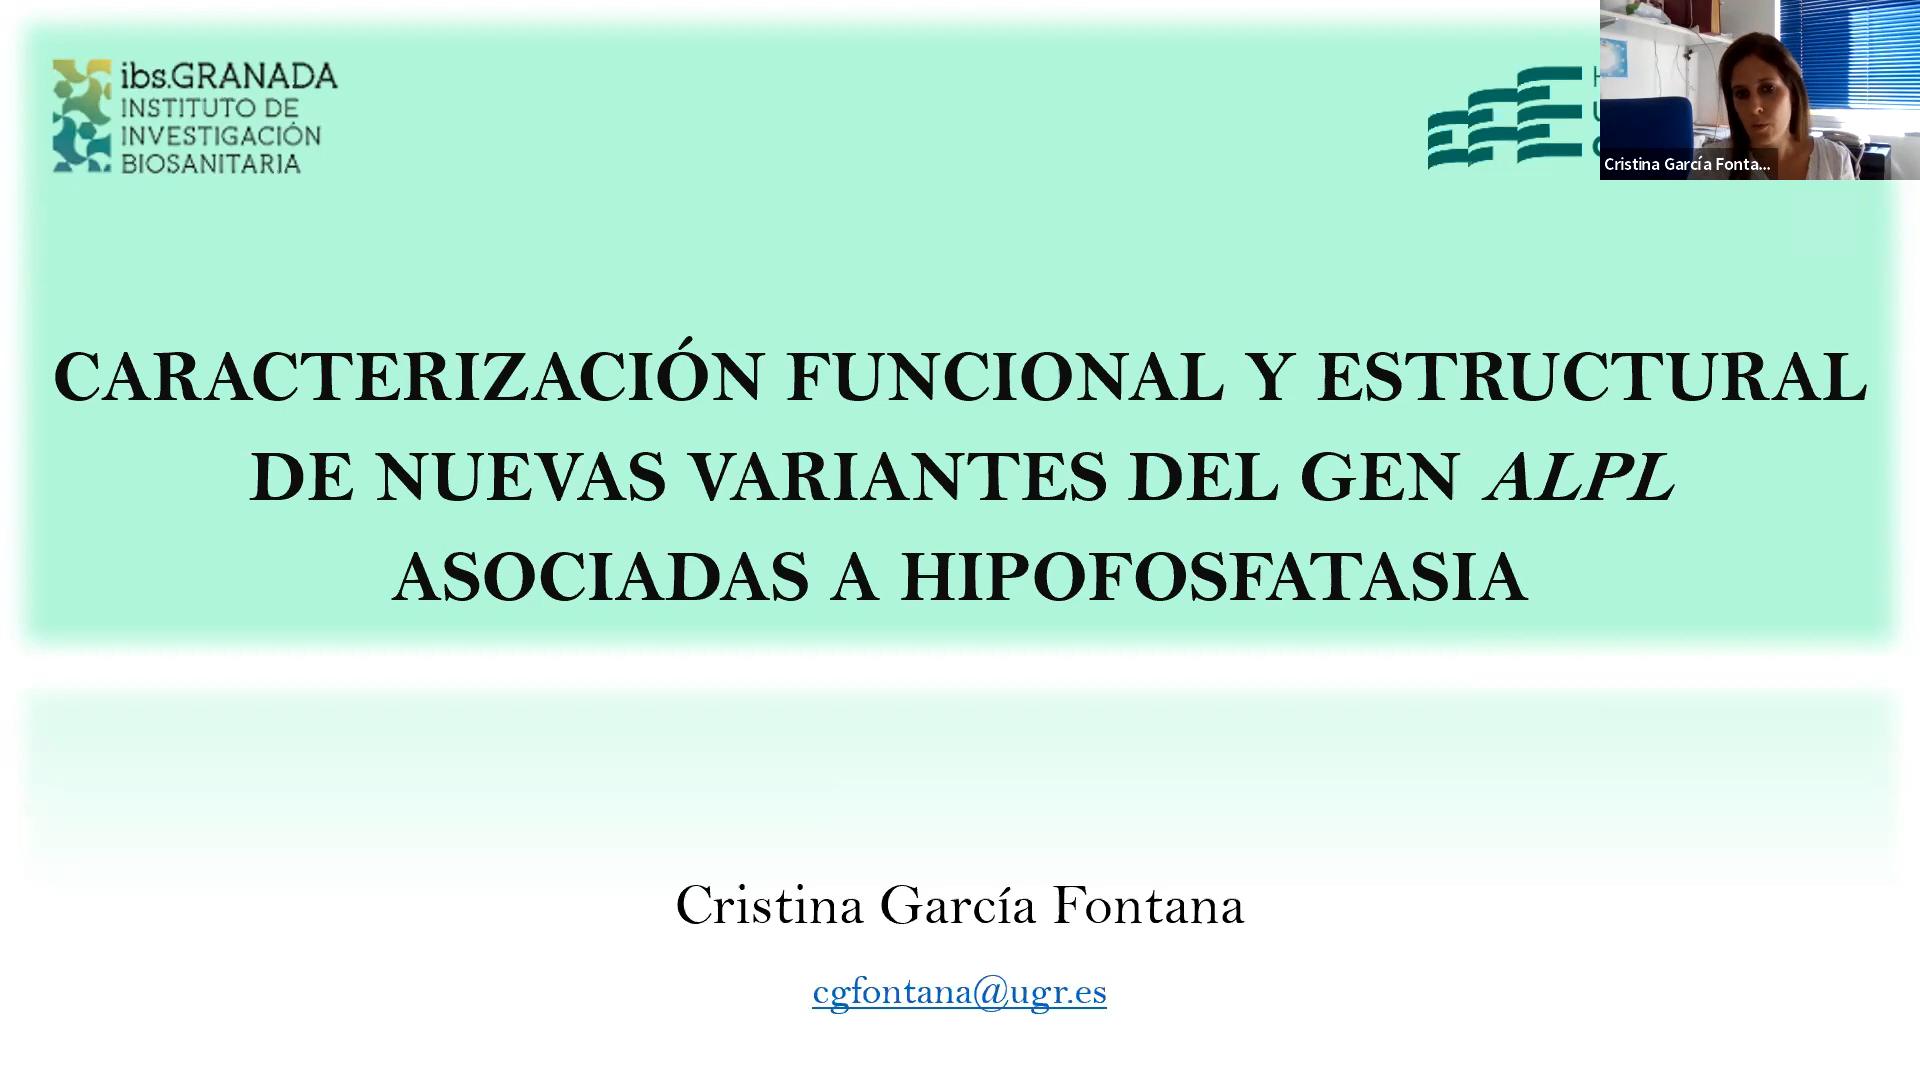 ibs.GRANADA
INSTITUTO DE
INVESTIGACIÓN
BIOSANITARIA
Cristina García Fonta...
CARACTERIZACIÓN FUNCIONAL Y ESTRUCTURAL
DE NUEVAS VARIANTES DEL GEN ALPL
ASOCIADAS A HIPOFOSFATASIA
Cristina García Fontana
cgfontana@ugr.es